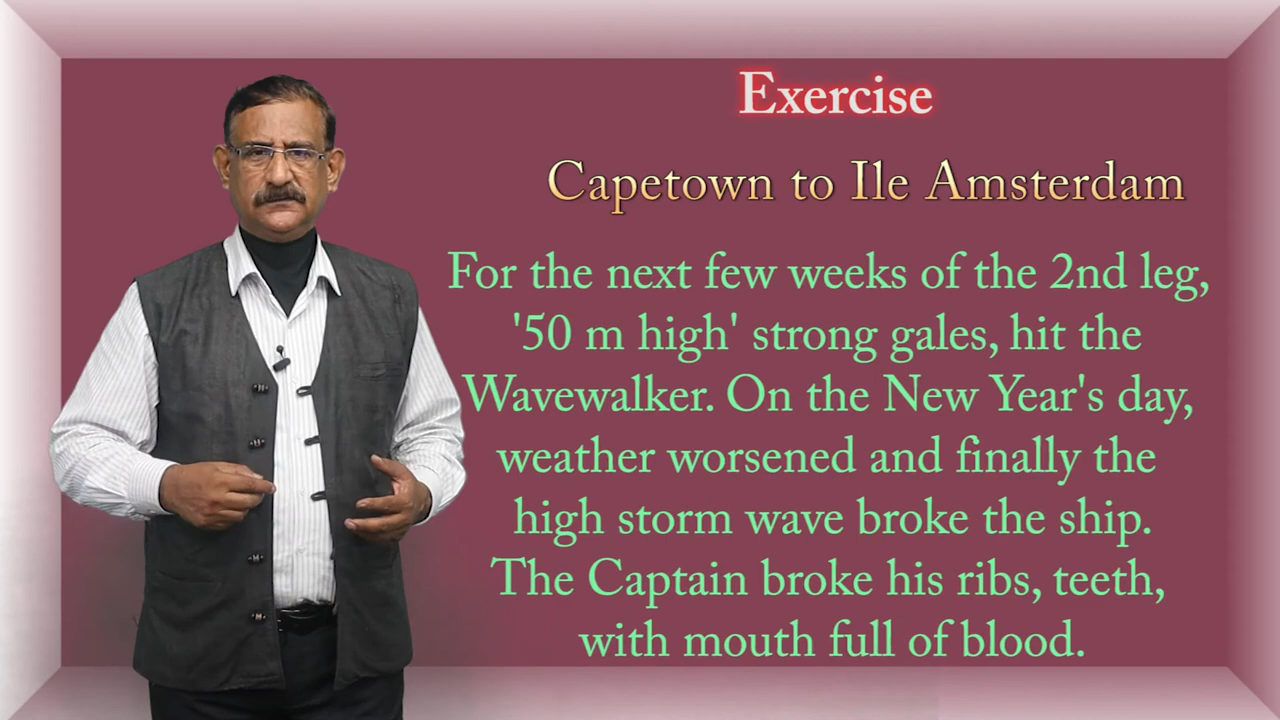 Exercise
Capetown to Ile Amsterdam
For the next few weeks of the 2nd leg,
'50 m high' strong gales, hit the
Wavewalker. On the New Year's day,
weather worsened and finally the
high storm wave broke the ship.
The Captain broke his ribs, teeth,
with mouth full of blood.